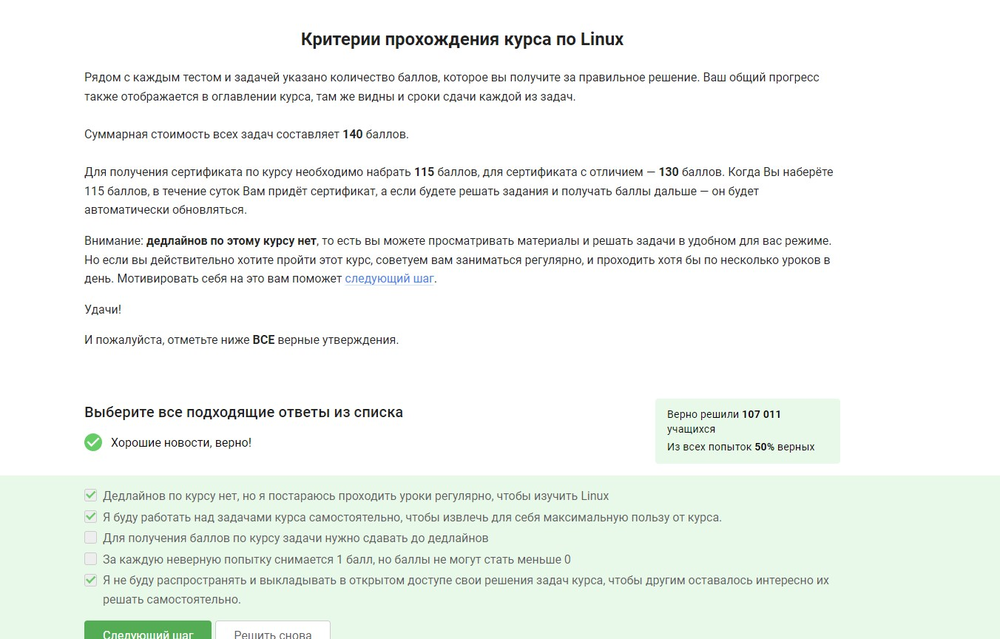 Критерии прохождения курса по Linux
Рядом с каждым тестом и задачей указано количество баллов, которое вы получите за правильное решение. Ваш общий прогресс
также отображается в оглавлении курса, там же видны и сроки сдачи каждой из задач.
Суммарная стоимость всех задач составляет 140 баллов.
Для получения сертификата по курсу необходимо набрать 115 баллов, для сертификата с отличием — 130 баллов. Когда Вы наберёте
115 баллов, в течение суток Вам придёт сертификат, а если будете решать задания и получать баллы дальше — он будет
автоматически обновляться.
Внимание: дедлайнов по этому курсу нет, то есть вы можете просматривать материалы и решать задачи в удобном для вас режиме.
Но если вы действительно хотите пройти этот курс, советуем вам заниматься регулярно, и проходить хотя бы по несколько уроков в
день. Мотивировать себя на это вам поможет следующий шаг.
Удачи!
И пожалуйста, отметьте ниже ВСЕ верные утверждения.
Выберите все подходящие ответы из списка
Хорошие новости, верно!
Верно решили 107 011
учащихся
Из всех попыток 50% верных
Дедлайнов по курсу нет, но я постараюсь проходить уроки регулярно, чтобы изучить Linux
Я буду работать над задачами курса самостоятельно, чтобы извлечь для себя максимальную пользу от курса.
Для получения баллов по курсу задачи нужно сдавать до дедлайнов
За каждую неверную попытку снимается 1 балл, но баллы не могут стать меньше 0
Я не буду распространять и выкладывать в открытом доступе свои решения задач курса, чтобы другим оставалось интересно их
решать самостоятельно.
Следующий шаг
Решить снова